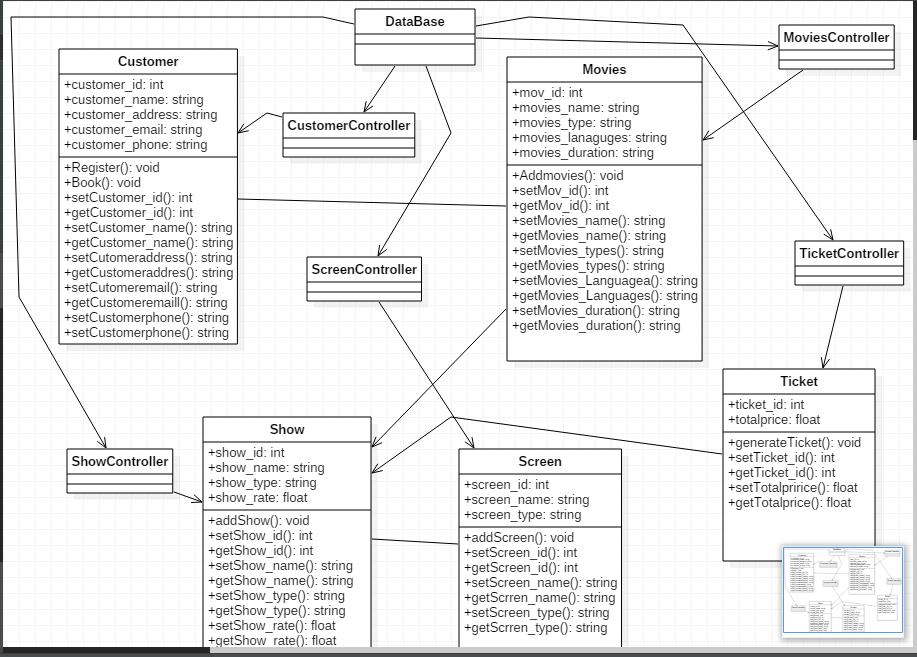 DataBase
MoviesController
Customer
+customer_id: int
+customer_name: string
+customer_address: string
+customer_email: string
+customer_phone: string
+Register(): void
+Book(): void
+setCustomer_id(): int
+getCustomer_id(): int
+setCustomer_name(): string
+getCustomer_name(): string
+setCutomeraddress(): string
+getCustomeraddres(): string
+setCutomeremail(): string
+getCustomeremaill(): string
+setCustomerphone(): string
+setCustomerphone(): string
CustomerController
Movies
+mov_id: int
+movies_name: string
+movies_type: string
+movies_lanaguges: string
+movies_duration: string
+Addmovies(): void
+setMov_id(): int
+getMov_id(): int
+setMovies_name(): string
+getMovies_name(): string
+setMovies_types(): string
+getMovies_types(): string
+setMovies_Languagea(): string
+getMovies_Languages(): string
+setMovies_duration(): string
+getMovies_duration(): string
ScreenController
TicketController
Ticket
+ticket_id: int
+totalprice: float
+generateTicket(): void
+setTicket_id(): int
+getTicket_id(): int
+setTotalpririce(): float
+getTotalprice(): float
ShowController
Show
+show_id: int
+show_name: string
+show_type: string
+show_rate: float
+addShow(): void
+setShow_id(): int
+getShow_id(): int
+setShow_name(): string
+getShow_name(): string
+setShow_type(): string
+getShow_type(): string
+setShow_rate(): float
+getShow_rate(): float
Screen
+screen_id: int
+screen_name: string
+screen_type: string
+addScreen(): void
+setScreen_id(): int
+getScreen_id(): int
+setScreen_name(): string
+getScrren_name(): string
+setScreen_type(): string
+getScrren_type(): string